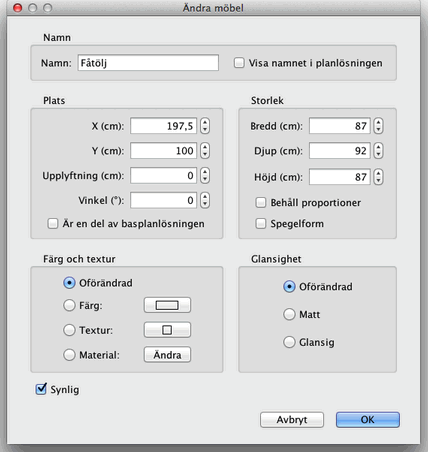 Ändra möbel
Namn
Namn: Fåtölj Visa namnet i planlösningen
Plats
X (cm): 197,5
Y (cm): 100
Upplyftning (cm): 0
Vinkel (°): 0
Är en del av basplanlösningen
Storlek
Bredd (cm): 87
Djup (cm): 92
Höjd (cm): 87
Behåll proportioner
Spegelform
Färg och textur
Oförändrad
Färg:
Textur:
Material: Ändra
Glansighet
Oförändrad
Matt
Glansig
Synlig
Avbryt OK